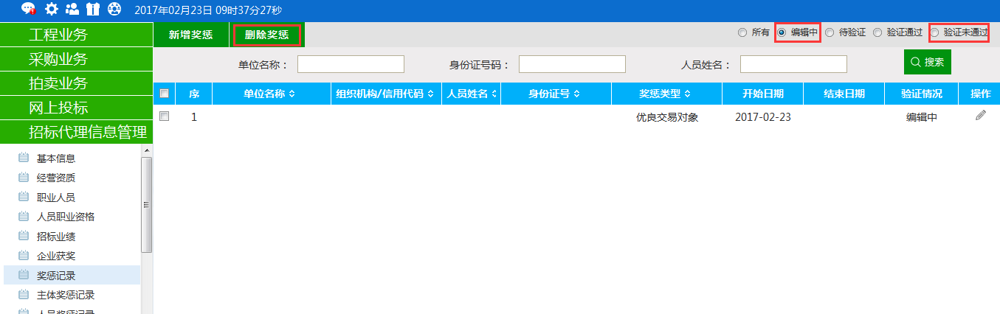 2017年02月23日 09时37分27秒
工程业务
采购业务
拍卖业务
网上投标
招标代理信息管理
基本信息
经营资质
职业人员
人员职业资格
招标业绩
企业获奖
奖惩记录
主体奖惩记录
人员奖惩记录
新增奖惩 删除奖惩 所有 编辑中 待验证 验证通过 验证未通过
单位名称： 身份证号码： 人员姓名： 搜索
序 单位名称 组织机构/信用代码 人员姓名 身份证号 奖惩类型 开始日期 结束日期 验证情况 操作
1 优良交易对象 2017-02-23 编辑中